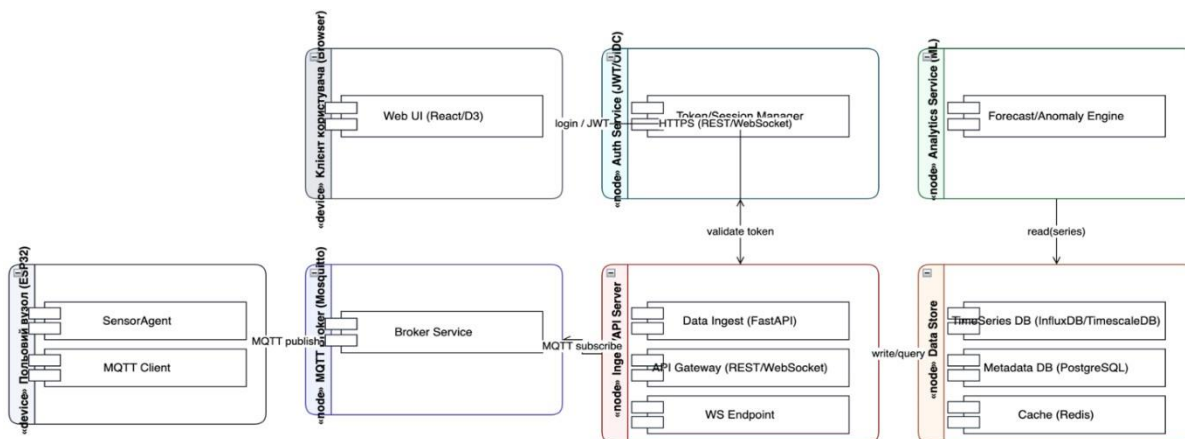 «device» Клієнт користувача (Browser)
Web UI (React/D3)
login / JWT
HTTPS (REST/WebSocket)
«node» Auth Service (JWT/OIDC)
Token/Session Manager
«node» Analytics Service (ML)
Forecast/Anomaly Engine
validate token
read(series)
«device» Польовий вузол (ESP32)
SensorAgent
MQTT Client
MQTT publish
«node» MQTT Broker (Mosquitto)
Broker Service
MQTT subscribe
«node» Ingest/API Server
Data Ingest (FastAPI)
API Gateway (REST/WebSocket)
WS Endpoint
write/query
«node» Data Store
TimeSeries DB (InfluxDB/TimescaleDB)
Metadata DB (PostgreSQL)
Cache (Redis)